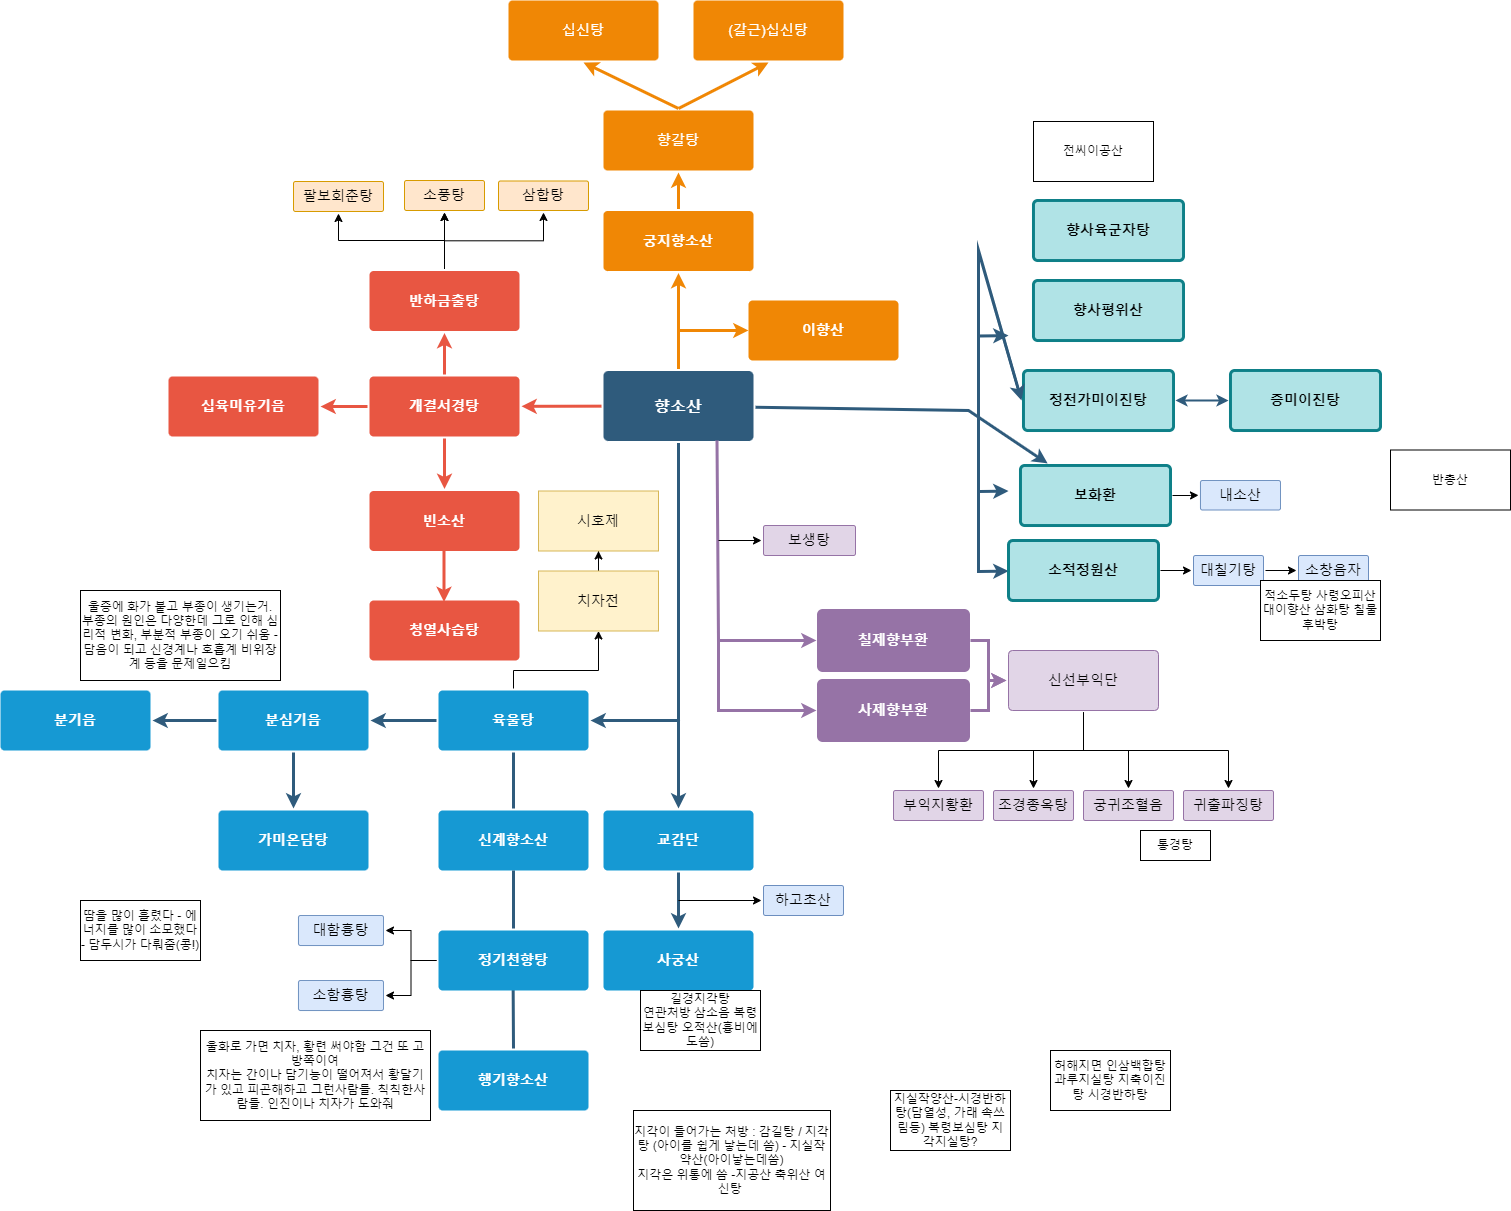 십신탕
(갈근)십신탕
향갈탕
전씨이공산
팔보회준탕
소풍탕
삼합탕
향사육군자탕
궁지향소산
반하금출탕
이향산
향사평위산
십육미유기음
개결서경탕
향소산
정전가미이진탕
증미이진탕
반총산
빈소산
시호제
보화환
내소산
보생탕
소적정원산
대칠기탕
소창음자
청열사습탕
치자전
적소두탕 사령오피산
대이향산 삼화탕 칠물
후박탕
울증에 화가 붙고 부종이 생기는거.
부종의 원인은 다양한데 그로 인해 심
리적 변화, 부분적 부종이 오기 쉬움 -
담음이 되고 신경계나 호흡계 비위장
계 등을 문제일으킴
칠제향부환
사제향부환
신선부익단
분기음
분심기음
육울탕
부익지황환
조경종옥탕
궁귀조혈음
귀출파징탕
통경탕
가미온담탕
신계향소산
교감단
하고초산
땀을 많이 흘렸다 - 에
너지를 많이 소모했다
- 담두시가 다뤄줌(콩!)
대함흉탕
소함흉탕
정기천향탕
사궁산
길경지각탕
연관처방 삼소음 복령
보심탕 오적산(흉비에
도씀)
울화로 가면 치자, 황련 써야함 그건 또 고
방쪽이여
치자는 간이나 담기능이 떨어져서 황달기
가 있고 피곤해하고 그런사람들. 칙칙한사
람들. 인진이나 치자가 도와줘
행기향소산
지각이 들어가는 처방 : 감길탕 / 지각
탕 (아이를 쉽게 낳는데 씀) - 지실작
약산(아이낳는데씀)
지각은 위통에 씀 -지공산 축위산 여
신탕
지실작양산-시경반하
탕(담열성, 가래 속쓰
림등) 복령보심탕 지
각지실탕?
허해지면 인삼백합탕
과루지실탕 지축이진
탕 시경반하탕